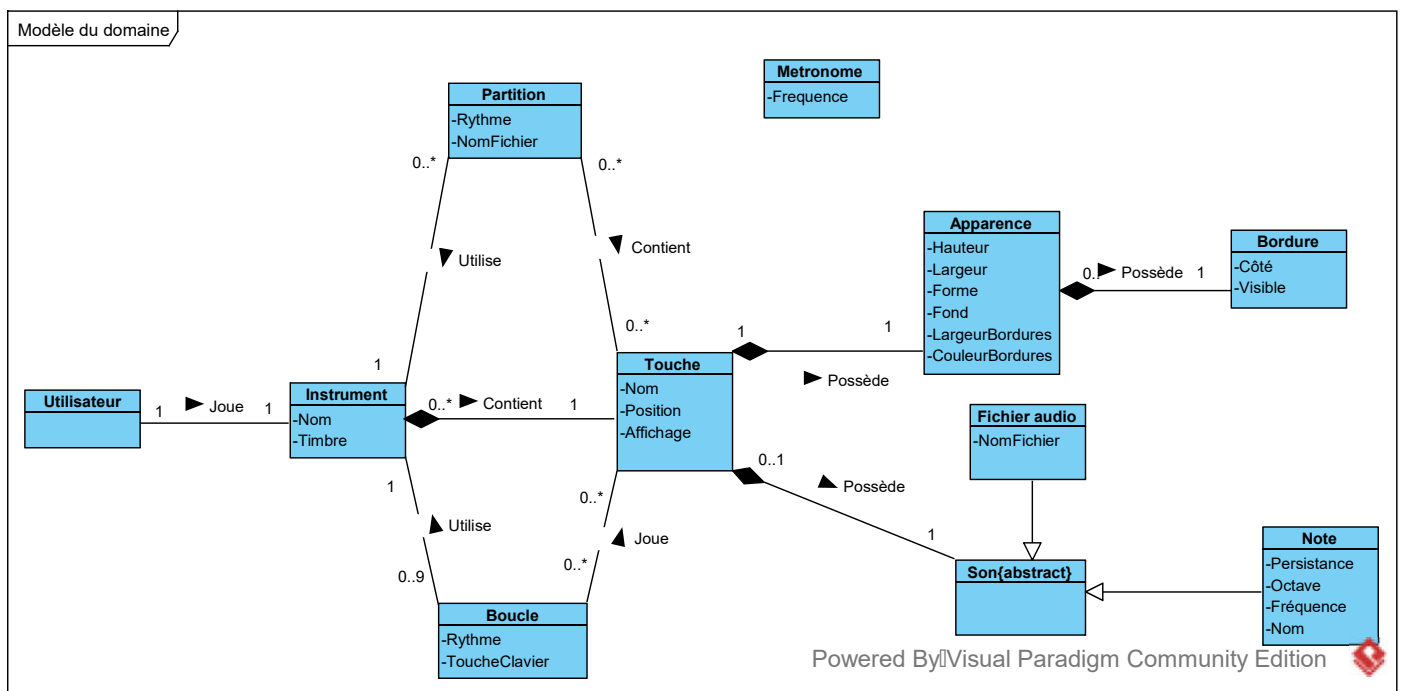 Modèle du domaine
Metronome
-Frequence
Partition
-Rythme
-NomFichier
0..*
0..*
Utilise
Contient
Apparence
-Hauteur
-Largeur
-Forme
-Fond
-LargeurBordures
-CouleurBordures
0..
Possède
1
Bordure
-Côté
-Visible
1
0..*
1
1
Possède
Utilisateur
1
Joue
1
Instrument
-Nom
-Timbre
0..*
Contient
1
Touche
-Nom
-Position
-Affichage
Fichier audio
-NomFichier
0..1
Possède
1
1
Utilise
0..9
0..*
Joue
0..*
Son{abstract}
Note
-Persistance
-Octave
-Fréquence
-Nom
Boucle
-Rythme
-ToucheClavier
Powered By Visual Paradigm Community Edition